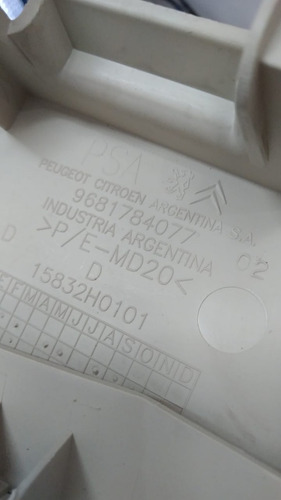 PSA
PEUGEOT CITROEN ARGENTINA S.A.
9681784077 02
INDUSTRIA ARGENTINA
>P/E-MD20<
D D
15832H0101
E F M A M J J A S O N D